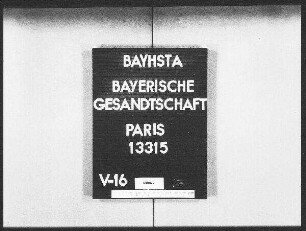 BAYHSTA
BAYERISCHE
GESANDTSCHAFT
PARIS
13315
V-16